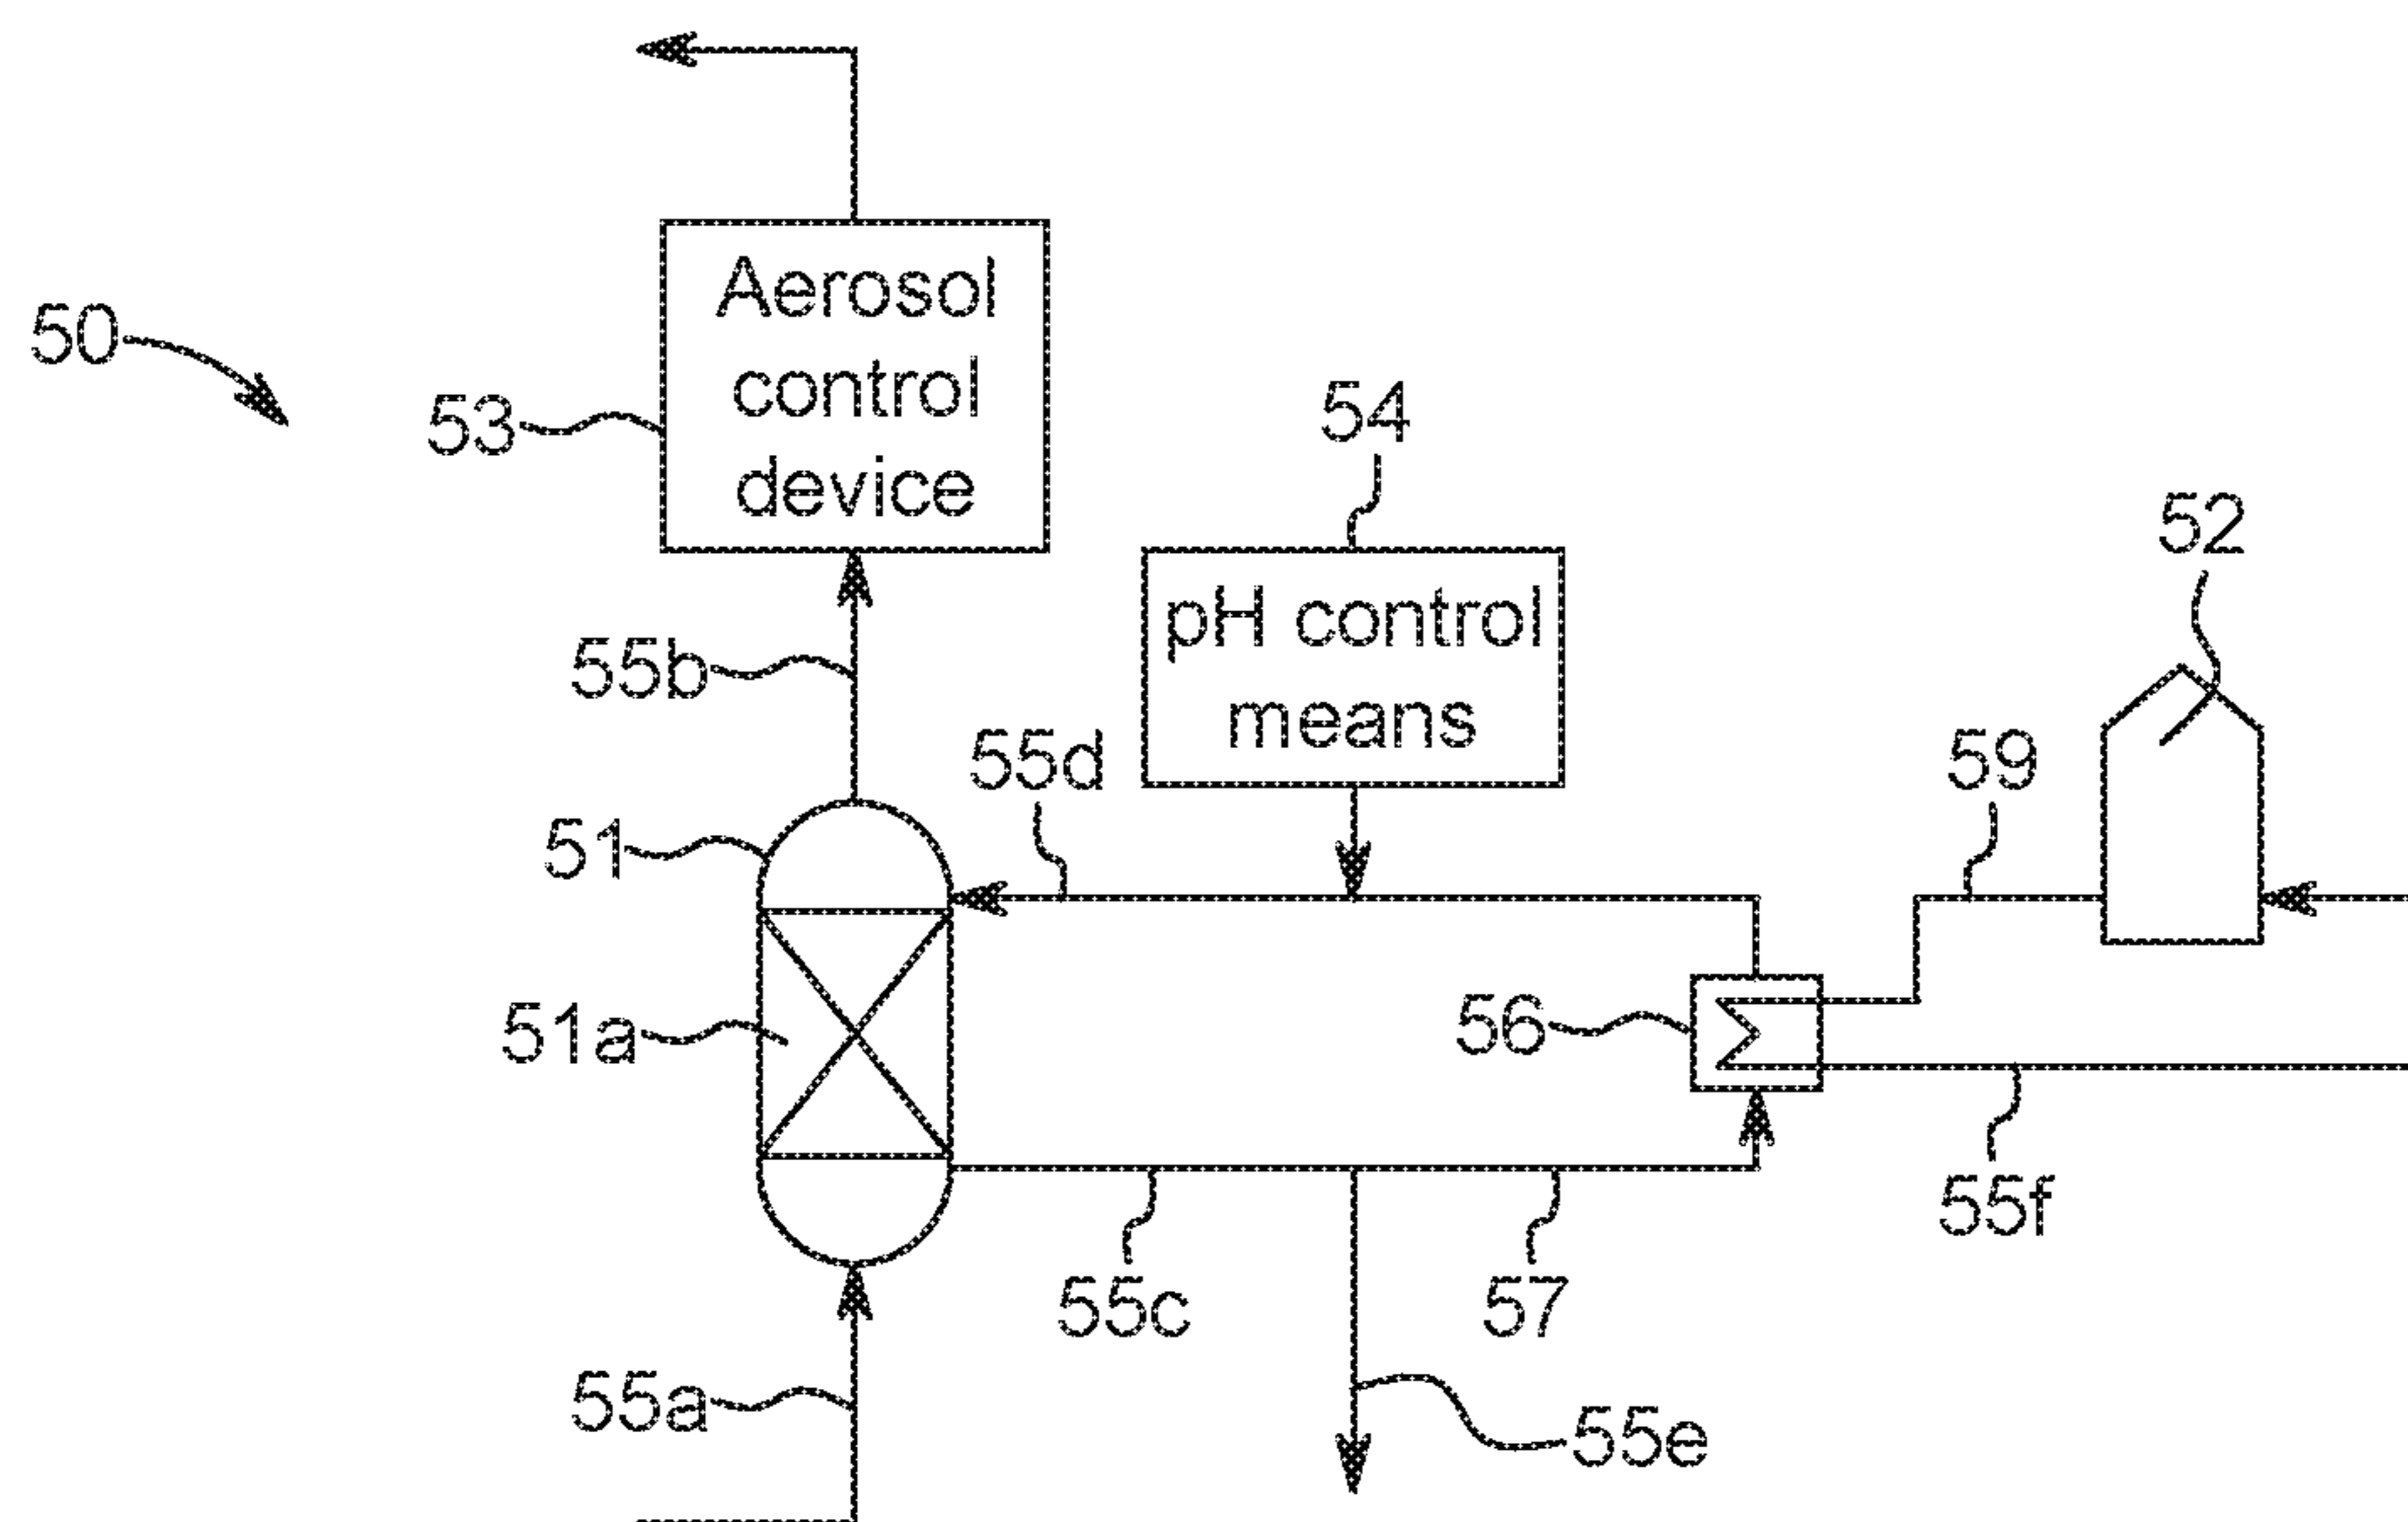 50
53
Aerosol
control
device
54
pH control
means
52
55b
55d
59
51
51a
56
55c
57
55f
55a
55e